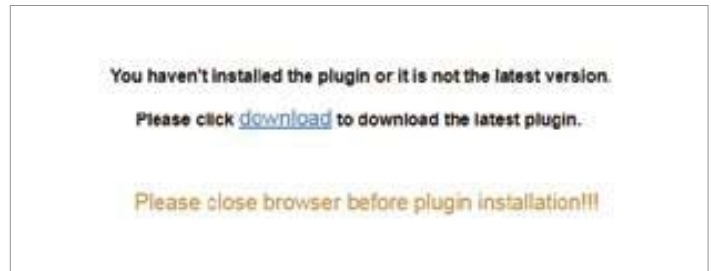 You haven't installed the plugin or it is not the latest version.
Please click download to download the latest plugin.
Please close browser before plugin installation!!!